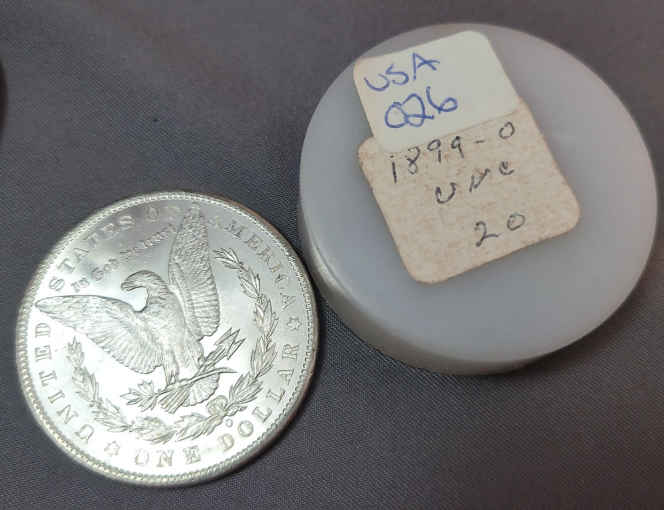 USA
026
1899-O
UNC
20
UNITED STATES OF AMERICA
In God We Trust
ONE DOLLAR
O